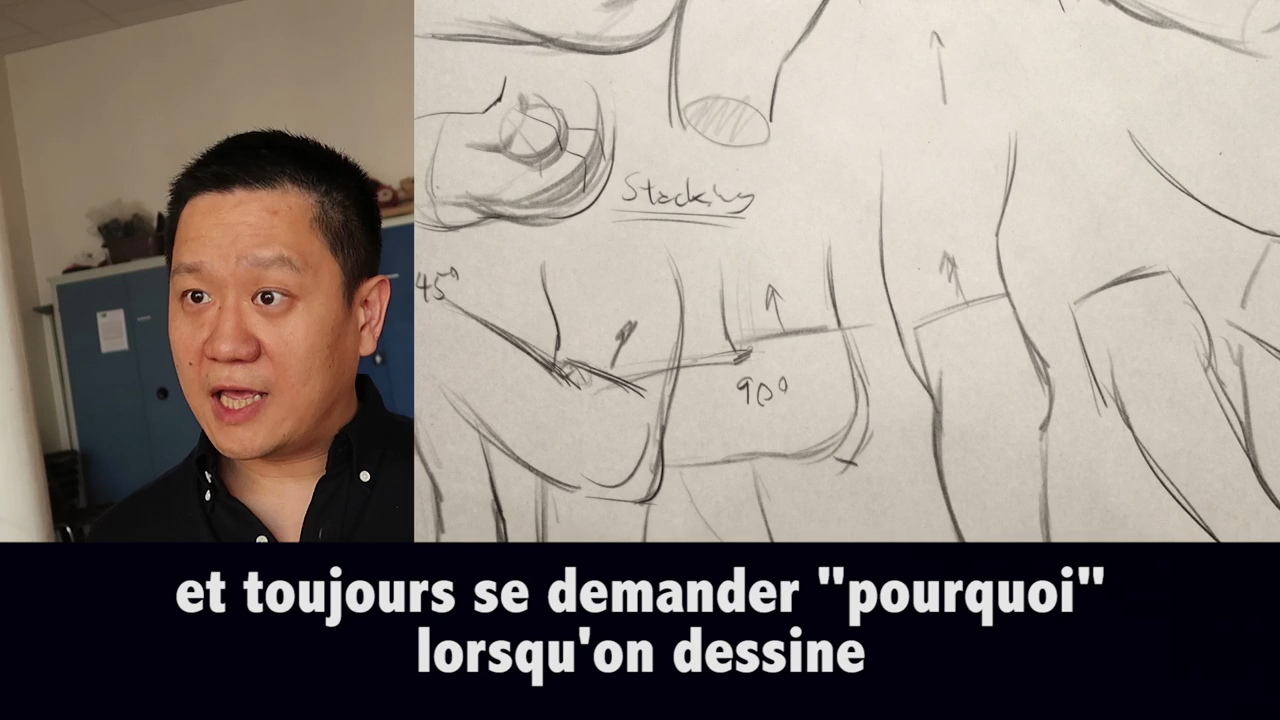 Stacking
45°
90°
et toujours se demander "pourquoi"
lorsqu'on dessine